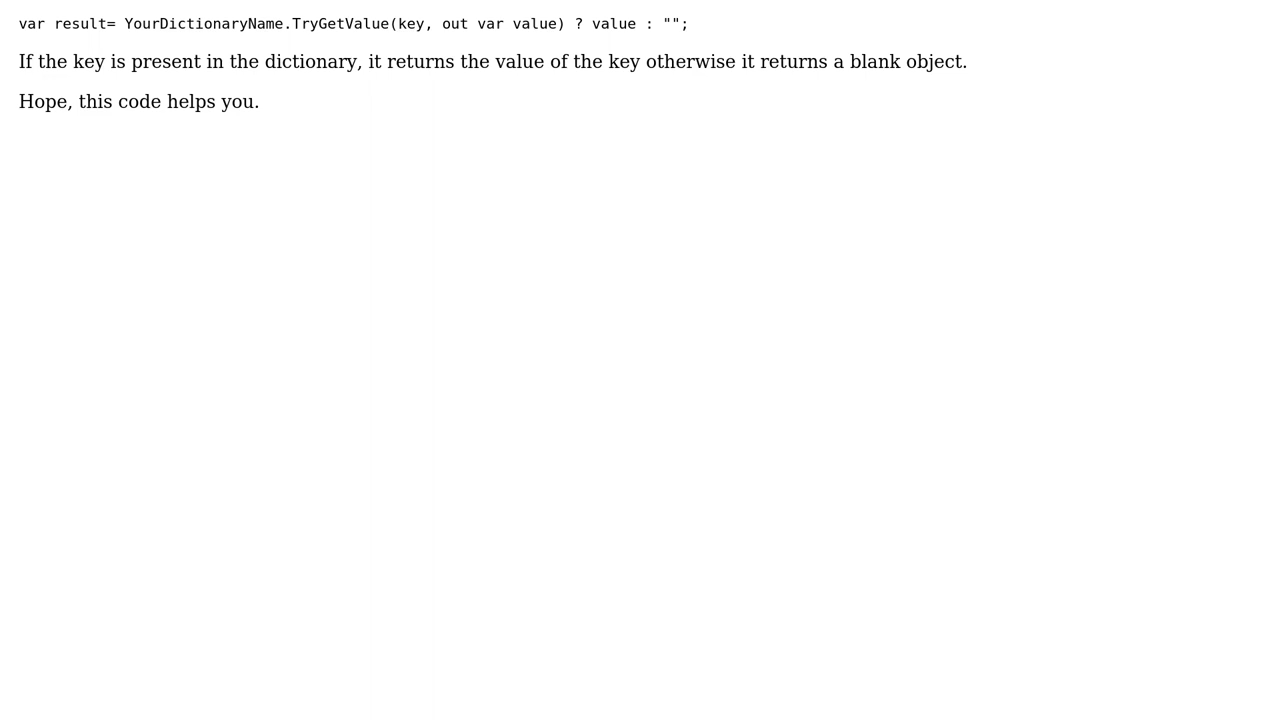 var result= YourDictionaryName.TryGetValue(key, out var value) ? value : "";
If the key is present in the dictionary, it returns the value of the key otherwise it returns a blank object.
Hope, this code helps you.